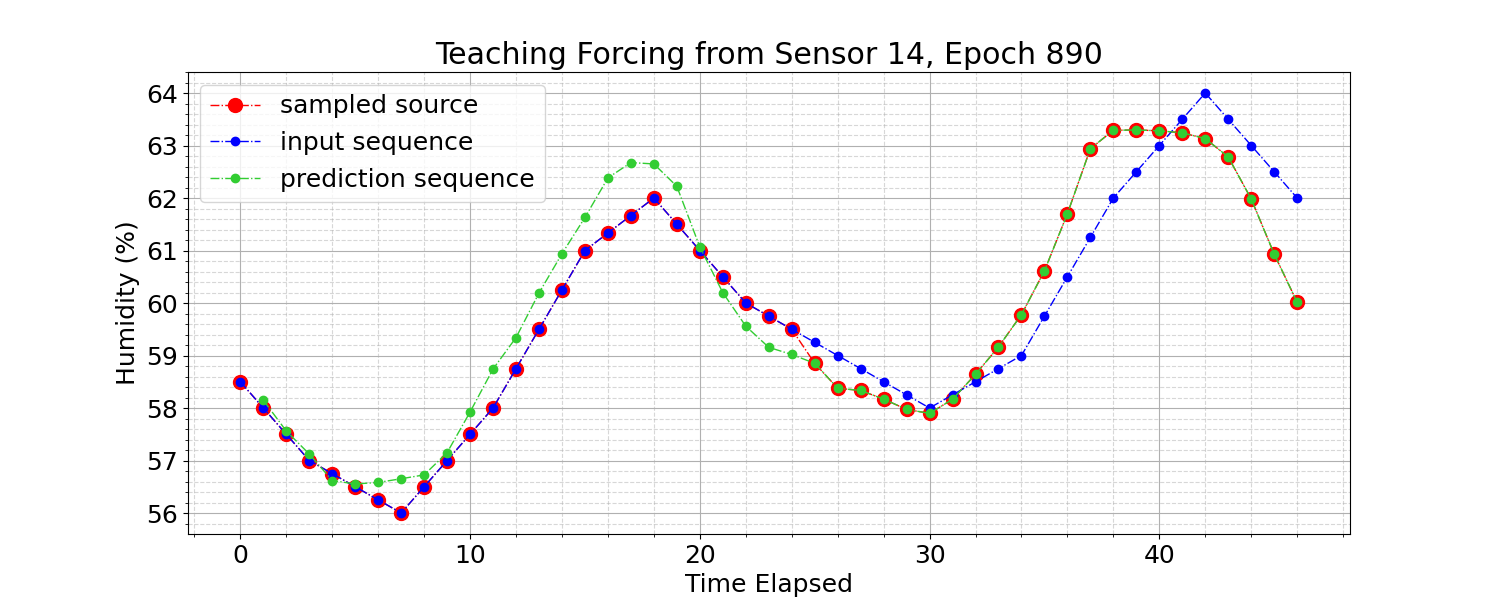 Teaching Forcing from Sensor 14, Epoch 890
64
63
62
61
60
59
58
57
56
Humidity (%)
sampled source
input sequence
prediction sequence
0 10 20 30 40
Time Elapsed